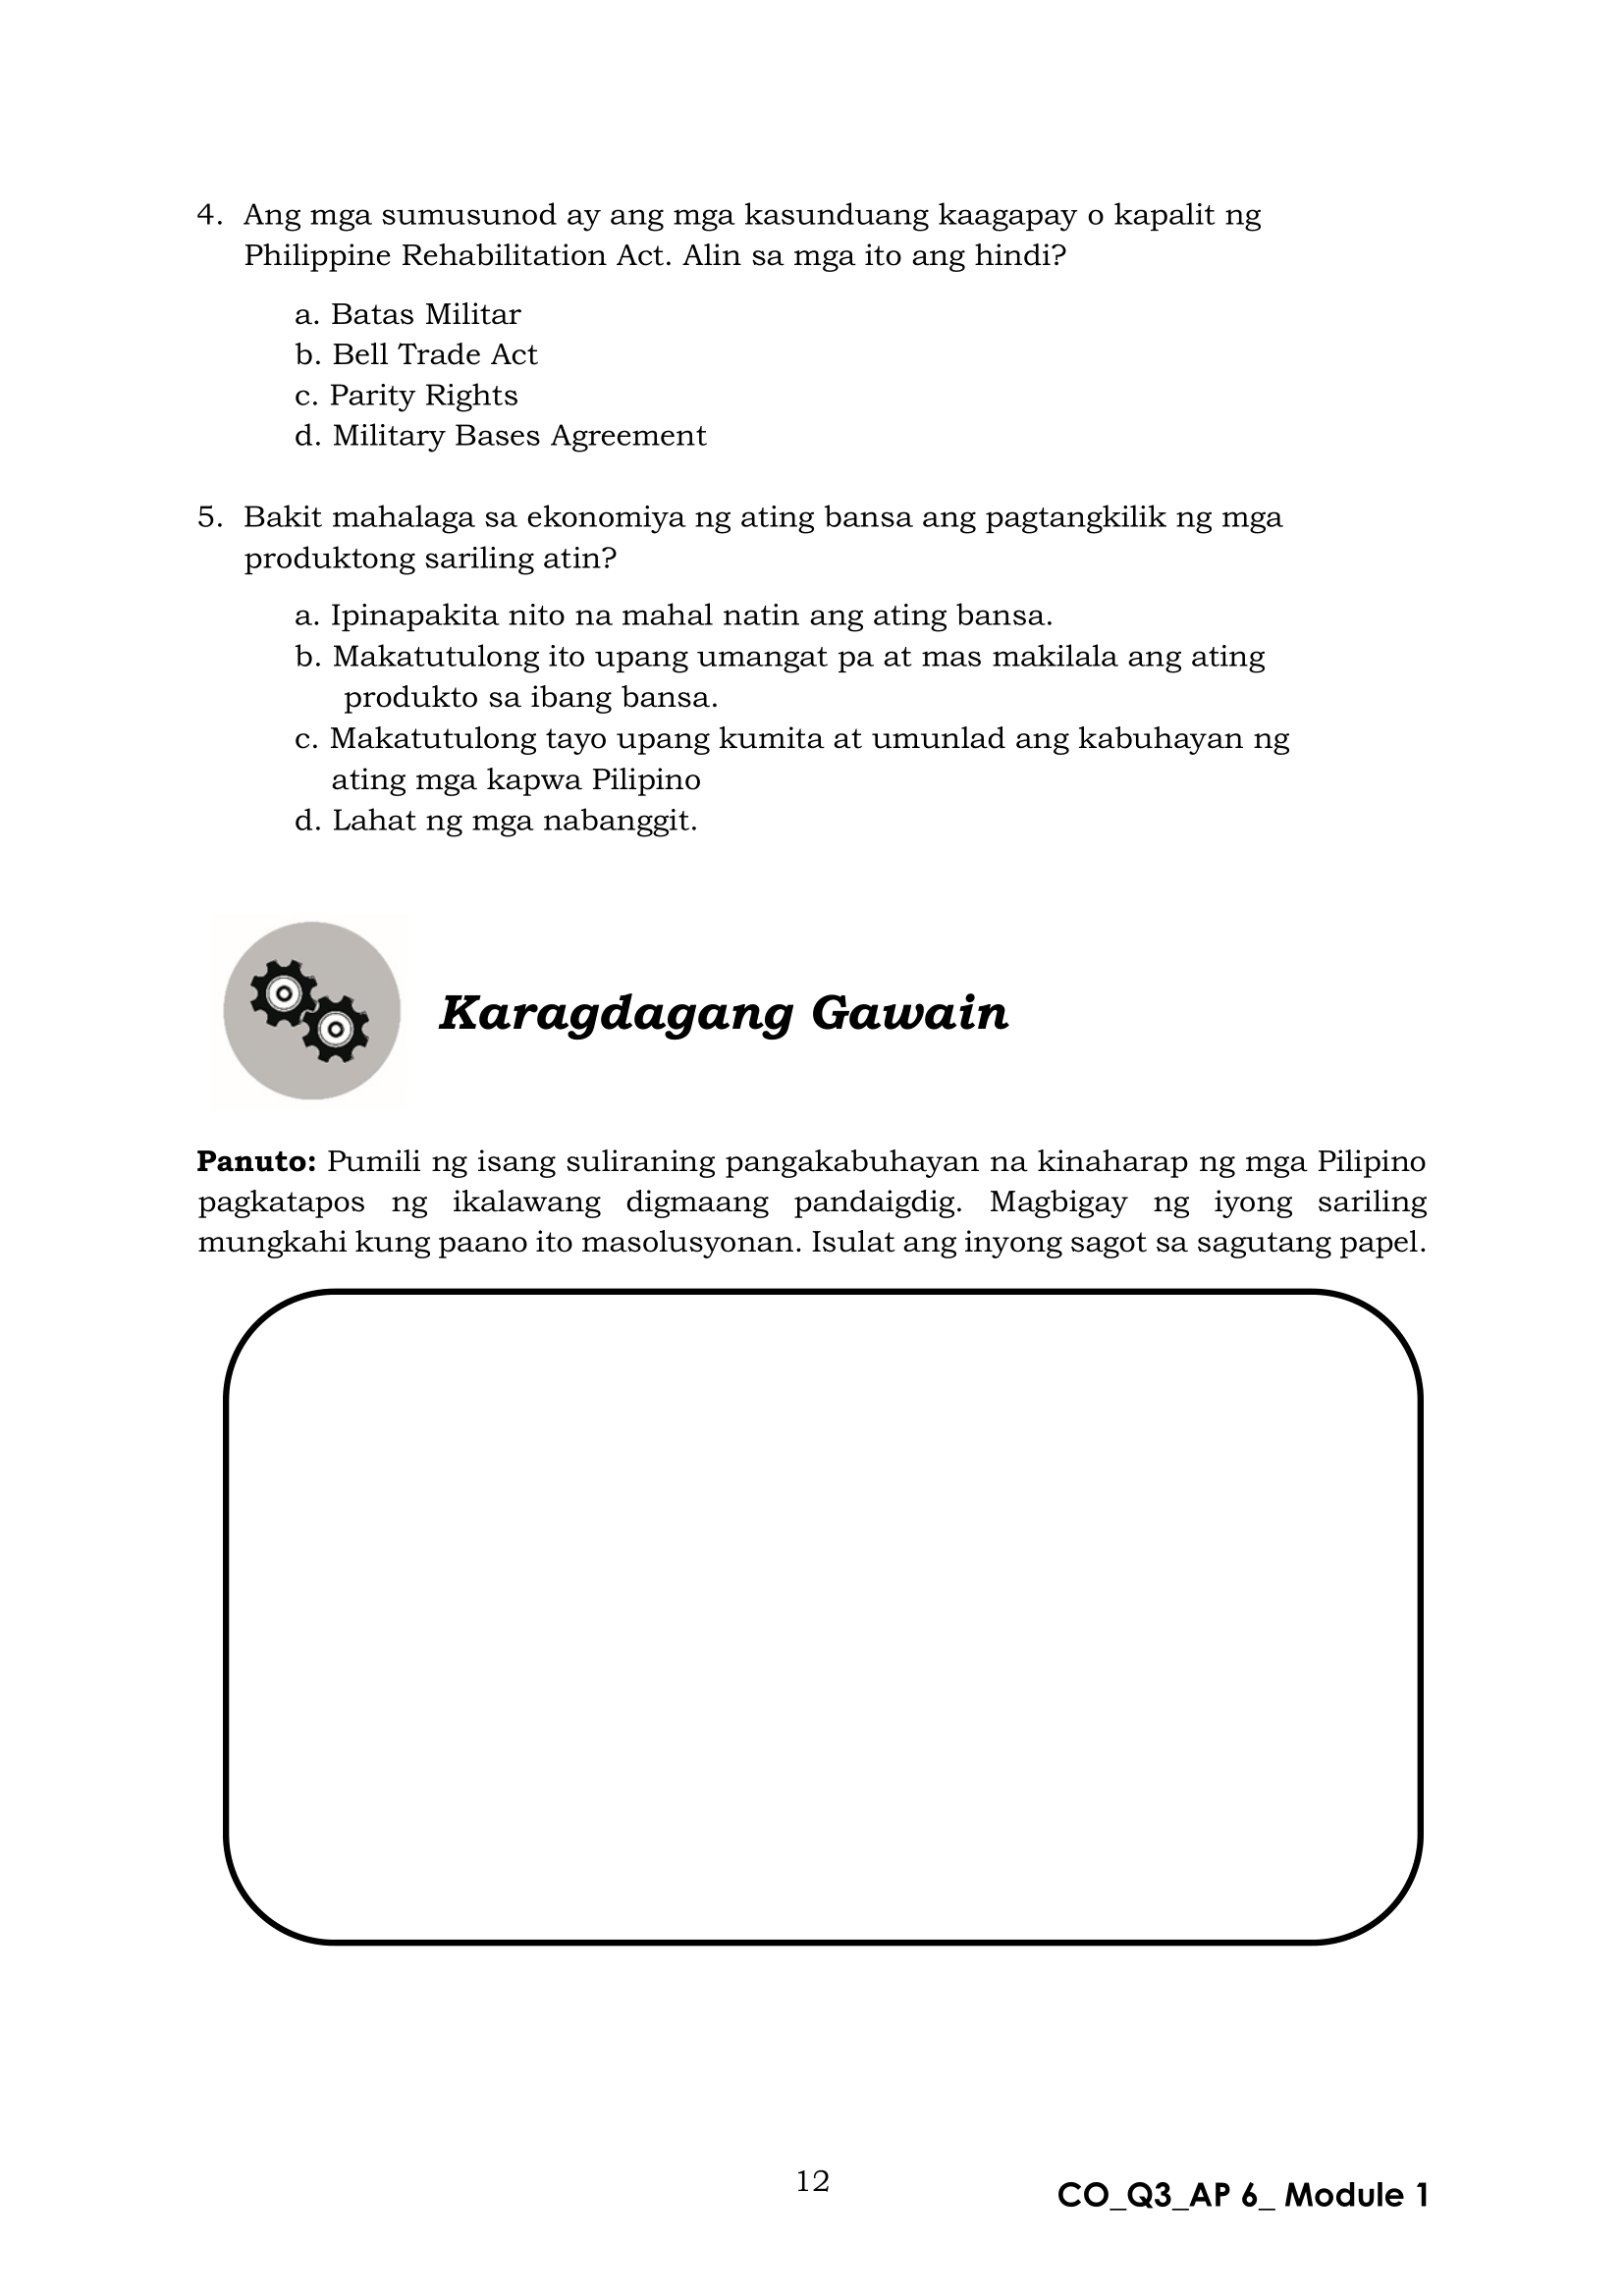 4. Ang mga sumusunod ay ang mga kasunduang kaagapay o kapalit ng
Philippine Rehabilitation Act. Alin sa mga ito ang hindi?
a. Batas Militar
b. Bell Trade Act
c. Parity Rights
d. Military Bases Agreement
5. Bakit mahalaga sa ekonomiya ng ating bansa ang pagtangkilik ng mga
produktong sariling atin?
a. Ipinapakita nito na mahal natin ang ating bansa.
b. Makatutulong ito upang umangat pa at mas makilala ang ating
produkto sa ibang bansa.
c. Makatutulong tayo upang kumita at umunlad ang kabuhayan ng
ating mga kapwa Pilipino
d. Lahat ng mga nabanggit.
Karagdagang Gawain
Panuto: Pumili ng isang suliraning pangakabuhayan na kinaharap ng mga Pilipino
pagkatapos ng ikalawang digmaang pandaigdig. Magbigay ng iyong sariling
mungkahi kung paano ito masolusyonan. Isulat ang inyong sagot sa sagutang papel.
12
CO_Q3_AP 6_ Module 1